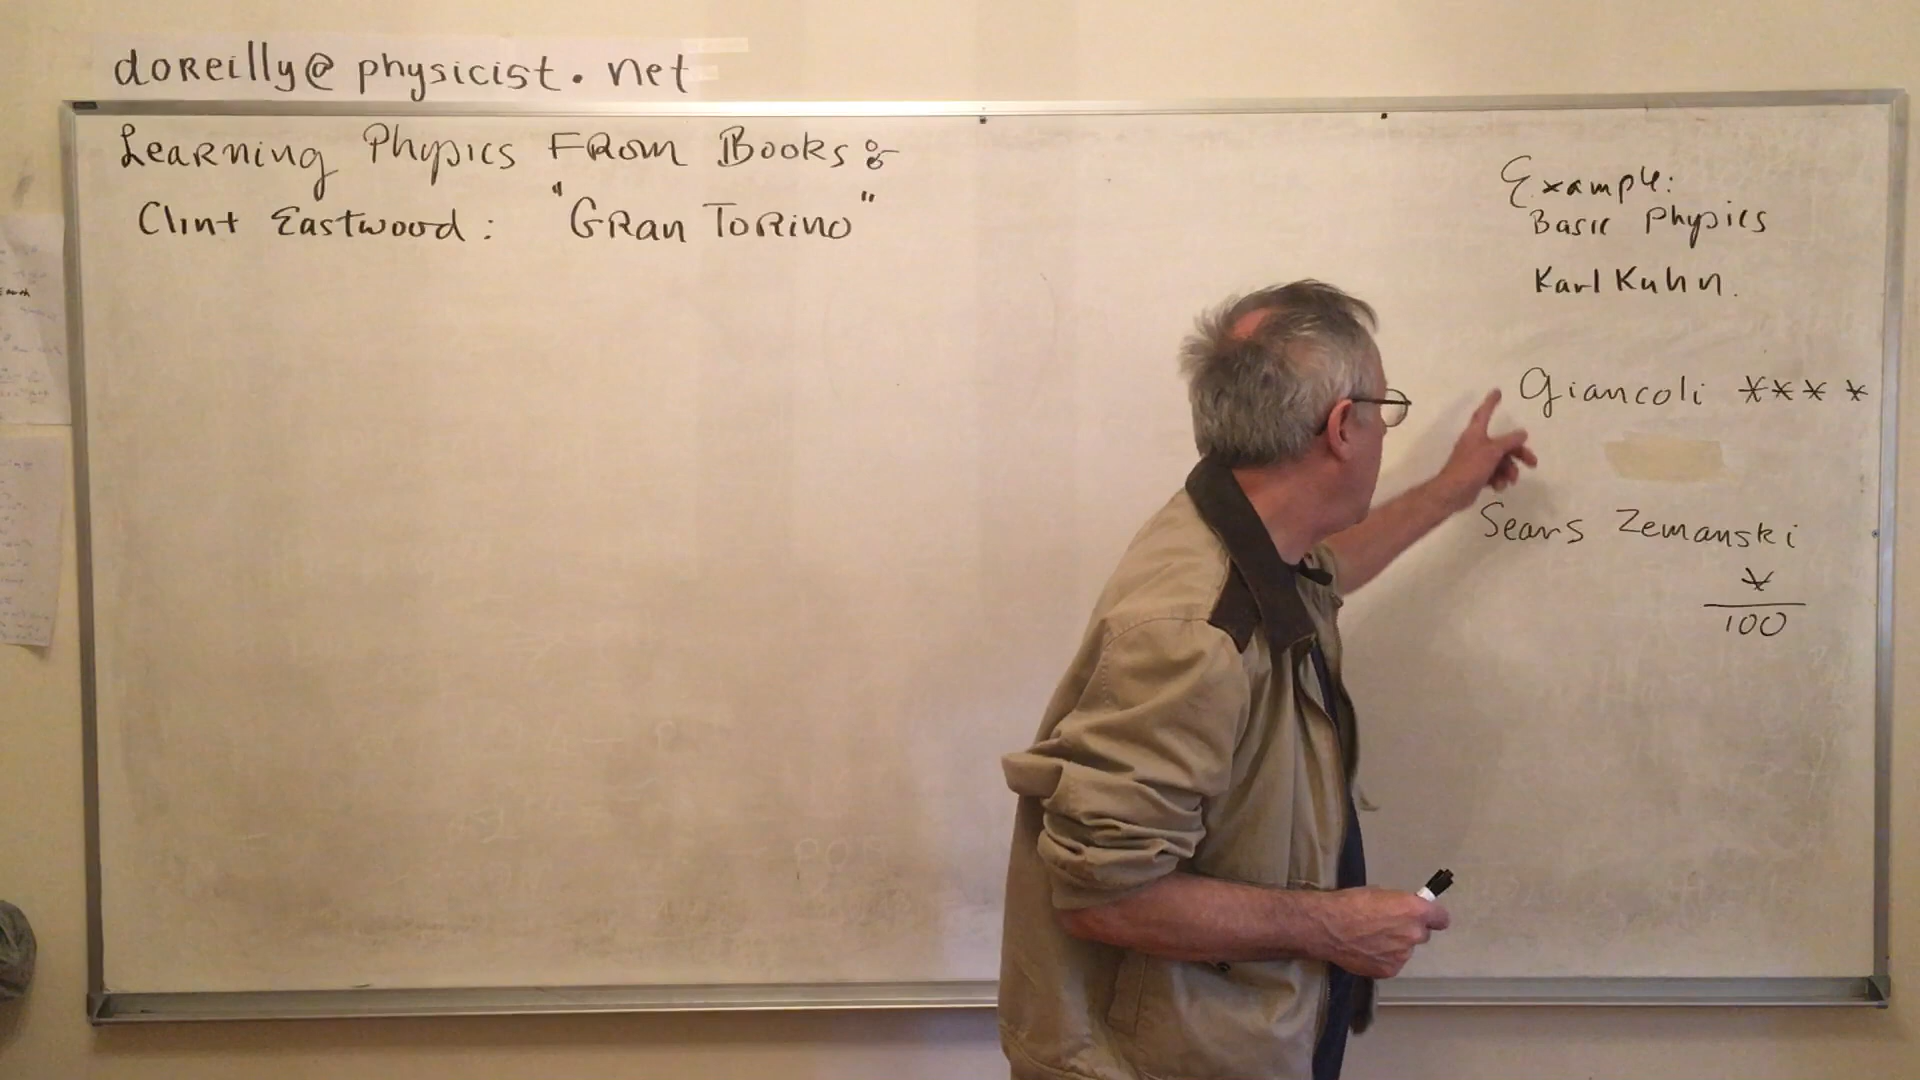 doreilly@physicist.net
Learning Physics From Books:
Clint Eastwood: "Gran Torino"
Example:
Basic Physics
Karl Kuhn.
Giancoli ****
Sears Zemanski
*
100